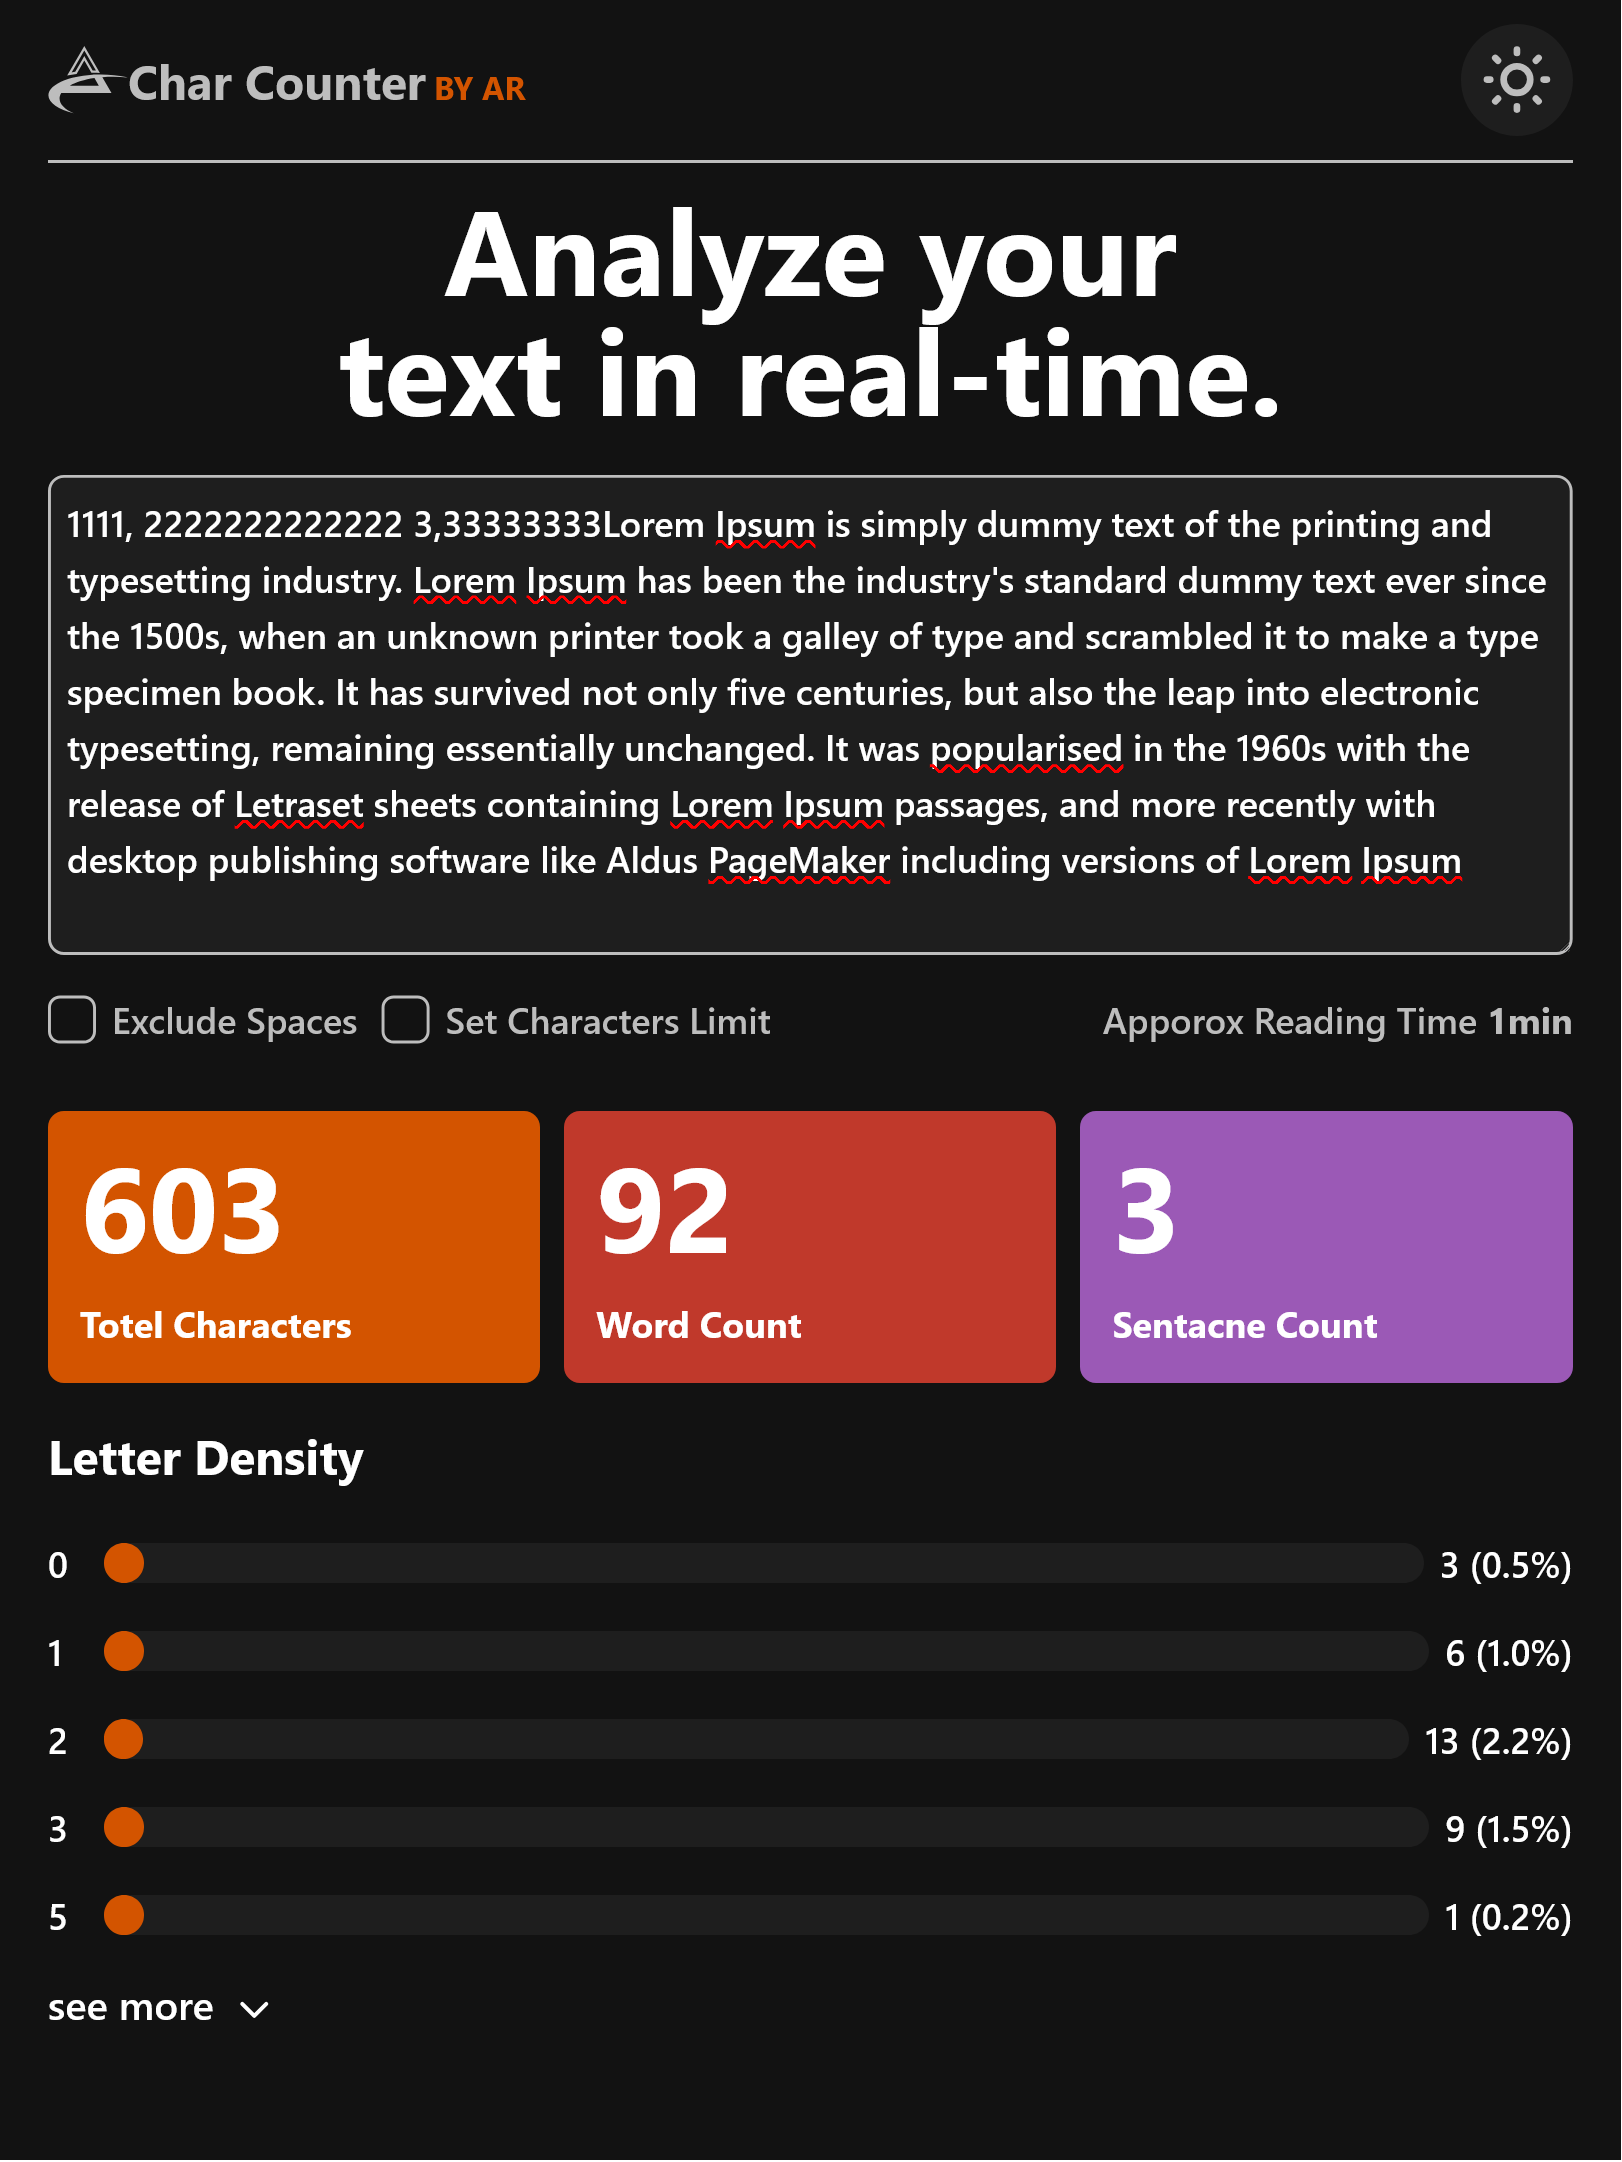 Char Counter BY AR
Analyze your
text in real-time.
1111, 2222222222222 3,33333333Lorem Ipsum is simply dummy text of the printing and
typesetting industry. Lorem Ipsum has been the industry's standard dummy text ever since
the 1500s, when an unknown printer took a galley of type and scrambled it to make a type
specimen book. It has survived not only five centuries, but also the leap into electronic
typesetting, remaining essentially unchanged. It was popularised in the 1960s with the
release of Letraset sheets containing Lorem Ipsum passages, and more recently with
desktop publishing software like Aldus PageMaker including versions of Lorem Ipsum
Exclude Spaces Set Characters Limit Apporox Reading Time 1min
603 92 3
Totel Characters Word Count Sentacne Count
Letter Density
0 3 (0.5%)
1 6 (1.0%)
2 13 (2.2%)
3 9 (1.5%)
5 1 (0.2%)
see more